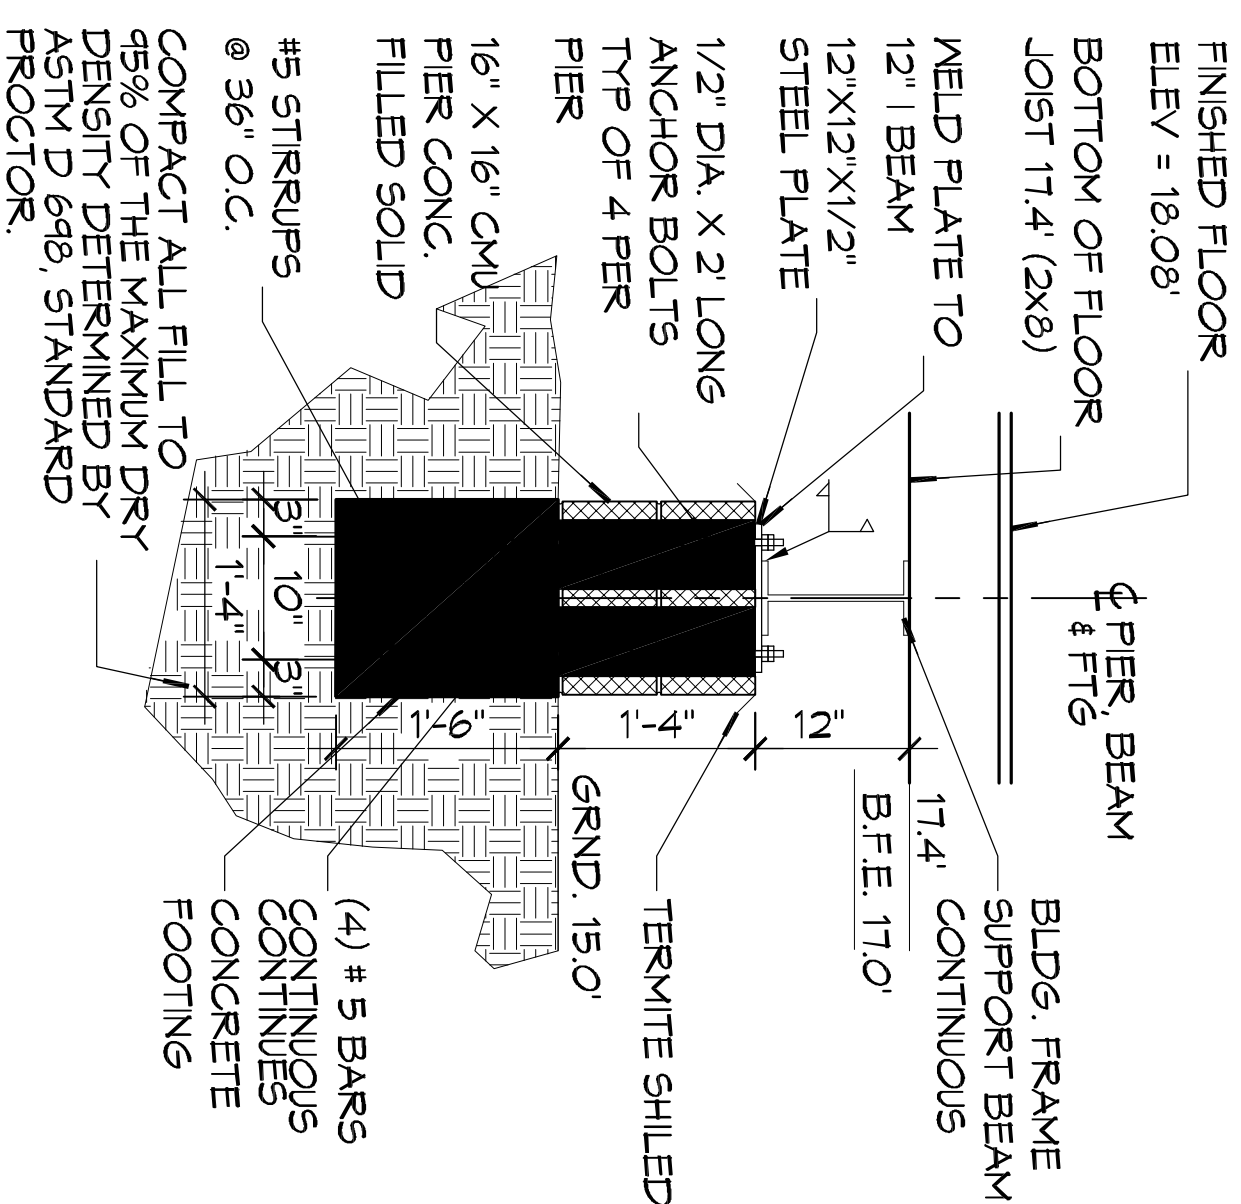 FINISHED FLOOR
ELEV = 18.08'
BOTTOM OF FLOOR
JOIST 17.4' (2x8)
WELD PLATE TO
12" I BEAM
12"X12"X1/2"
STEEL PLATE
1/2" DIA. X 2' LONG
ANCHOR BOLTS
TYP OF 4 PER
PIER
16" X 16" CMU
PIER CONC.
FILLED SOLID
#5 STIRRUPS
@ 36" O.C.
COMPACT ALL FILL TO
95% OF THE MAXIMUM DRY
DENSITY DETERMINED BY
ASTM D 698, STANDARD
PROCTOR.
3"
10"
3"
1'-4"
℄ PIER, BEAM
& FTG
12"
1'-4"
1'-6"
17.4'
B.F.E. 17.0'
GRND. 15.0'
BLDG. FRAME
SUPPORT BEAM
CONTINUOUS
TERMITE SHILED
(4) # 5 BARS
CONTINUOUS
CONTINUES
CONCRETE
FOOTING